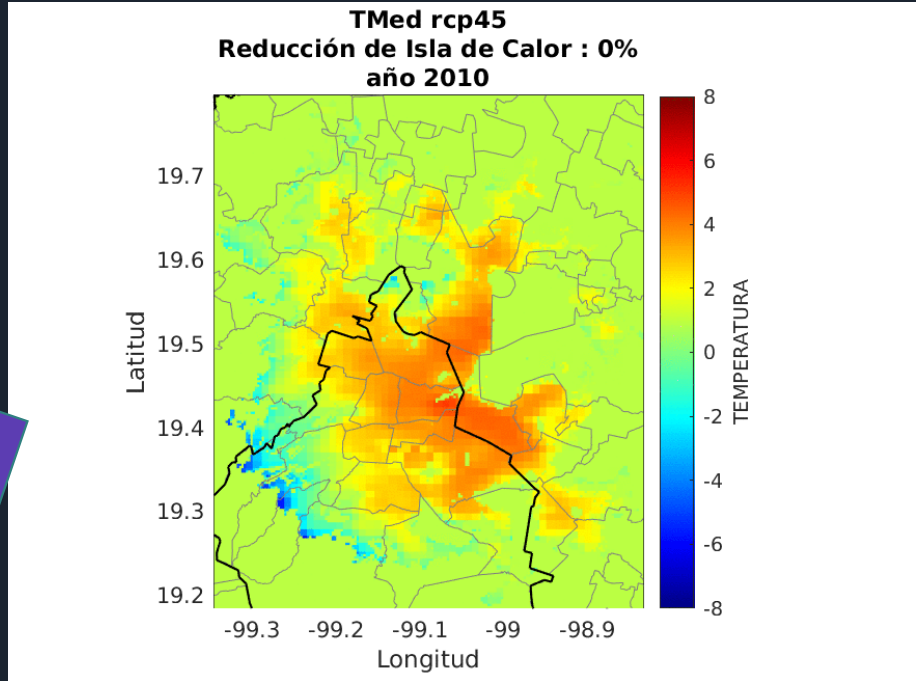 TMed rcp45
Reducción de Isla de Calor : 0%
año 2010
8
6
4
2
0
-2
-4
-6
-8
TEMPERATURA
19.7
19.6
19.5
19.4
19.3
19.2
Latitud
-99.3 -99.2 -99.1 -99 -98.9
Longitud